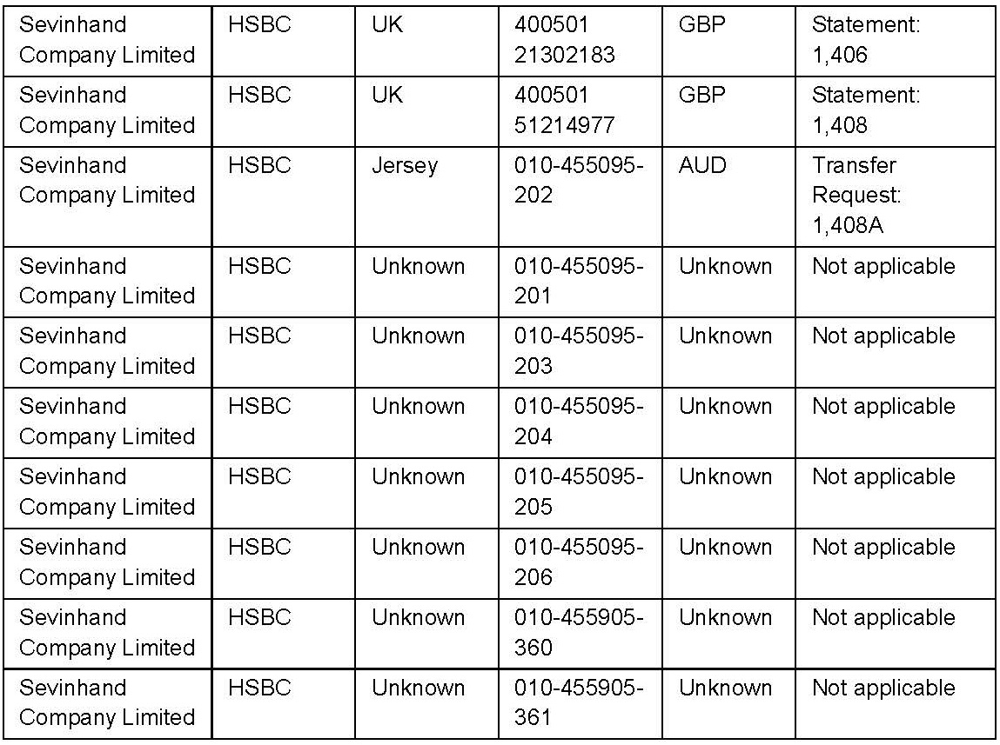 Sevinhand HSBC UK 400501 GBP Statement:
Company Limited 21302183 1,406
Sevinhand HSBC UK 400501 GBP Statement:
Company Limited 51214977 1,408
Sevinhand HSBC Jersey 010-455095- AUD Transfer
Company Limited 202 Request:
1,408A
Sevinhand HSBC Unknown 010-455095- Unknown Not applicable
Company Limited 201
Sevinhand HSBC Unknown 010-455095- Unknown Not applicable
Company Limited 203
Sevinhand HSBC Unknown 010-455095- Unknown Not applicable
Company Limited 204
Sevinhand HSBC Unknown 010-455095- Unknown Not applicable
Company Limited 205
Sevinhand HSBC Unknown 010-455095- Unknown Not applicable
Company Limited 206
Sevinhand HSBC Unknown 010-455905- Unknown Not applicable
Company Limited 360
Sevinhand HSBC Unknown 010-455905- Unknown Not applicable
Company Limited 361